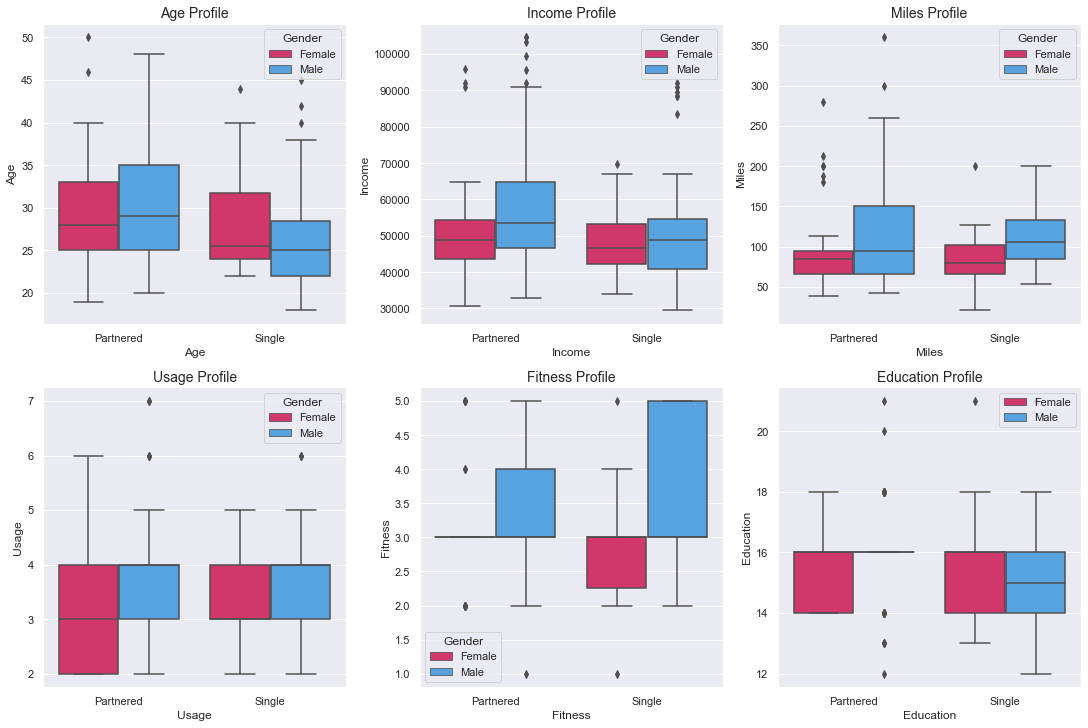 Age Profile
Age
50
45
40
35
30
25
20
Gender
Female
Male
Partnered
Single
Age
Income Profile
Income
100000
90000
80000
70000
60000
50000
40000
30000
Gender
Female
Male
Partnered
Single
Income
Miles Profile
Miles
350
300
250
200
150
100
50
Gender
Female
Male
Partnered
Single
Miles
Usage Profile
Usage
7
6
5
4
3
2
Gender
Female
Male
Partnered
Single
Usage
Fitness Profile
Fitness
5.0
4.5
4.0
3.5
3.0
2.5
2.0
1.5
1.0
Gender
Female
Male
Partnered
Single
Fitness
Education Profile
Education
20
18
16
14
12
Female
Male
Partnered
Single
Education